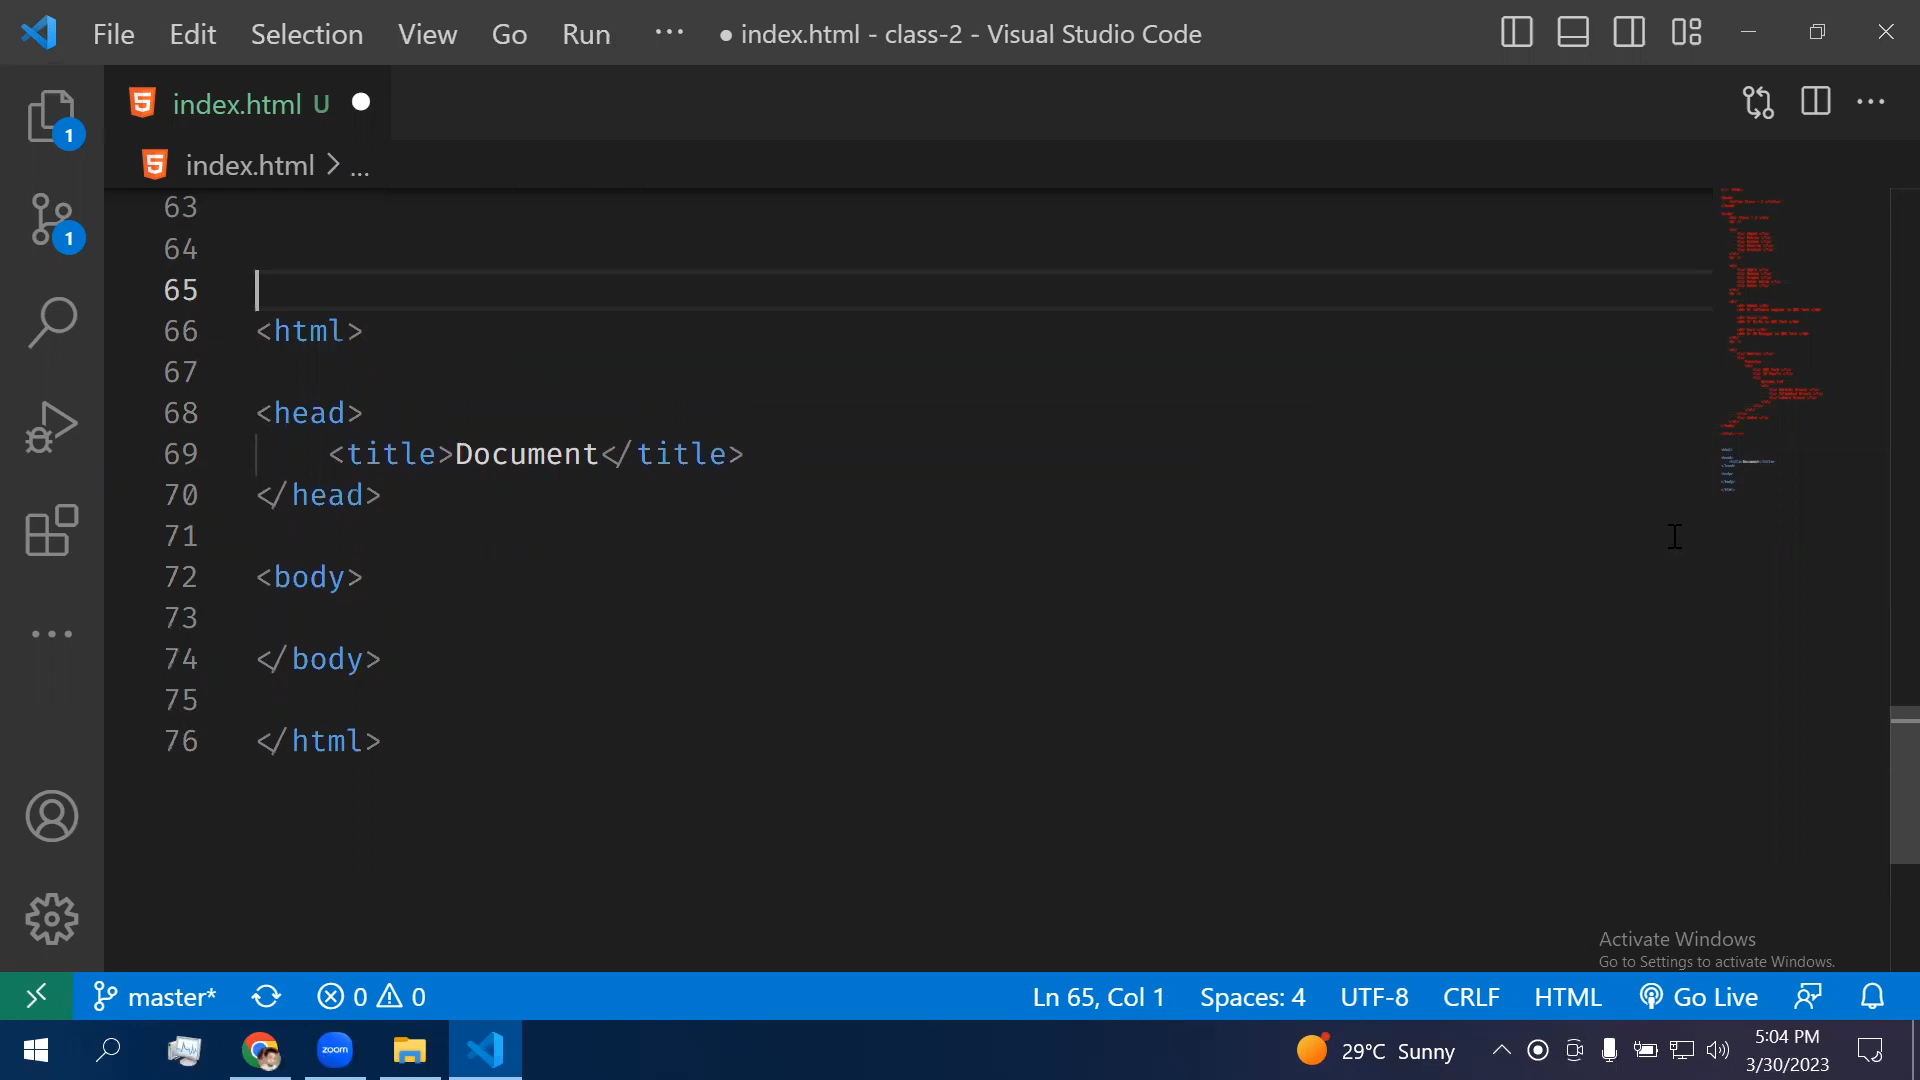 File Edit Selection View Go Run ··· ● index.html - class-2 - Visual Studio Code
index.html U
index.html > ...
1
1
63
64
65
66 <html>
67
68 <head>
69 <title>Document</title>
70 </head>
71
72 <body>
73
74 </body>
75
76 </html>
Activate Windows
Go to Settings to activate Windows.
master* 0 0 Ln 65, Col 1 Spaces: 4 UTF-8 CRLF HTML Go Live
zoom 29°C Sunny 5:04 PM
3/30/2023